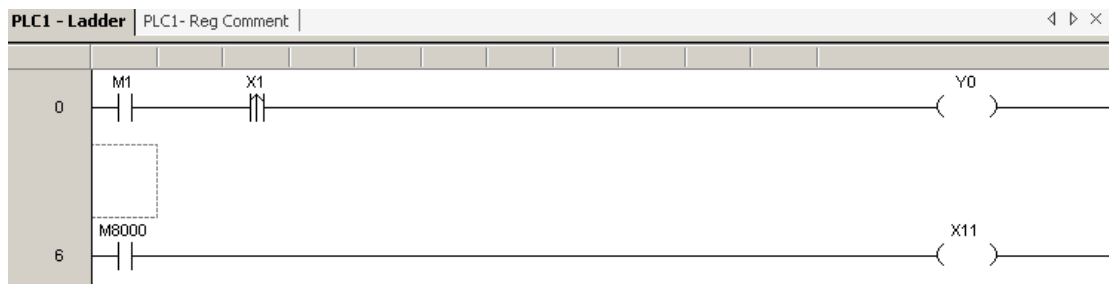 PLC1 - Ladder PLC1- Reg Comment
M1 X1 Y0
0
M8000 X11
6